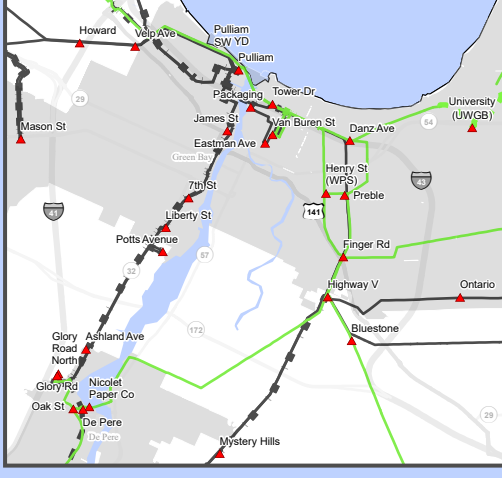 Howard
Velp Ave
Pulliam
SW YD
Pulliam
29
Mason St
Packaging
Tower Dr
James St
Van Buren St
Eastman Ave
Danz Ave
54
University
(UWGB)
Green Bay
Henry St
(WPS)
43
7th St
Preble
41
Liberty St
141
Potts Avenue
57
Finger Rd
32
Highway V
Ontario
172
Bluestone
Glory
Road
North
Ashland Ave
Glory Rd
Nicolet
Paper Co
Oak St
De Pere
De Pere
29
Mystery Hills